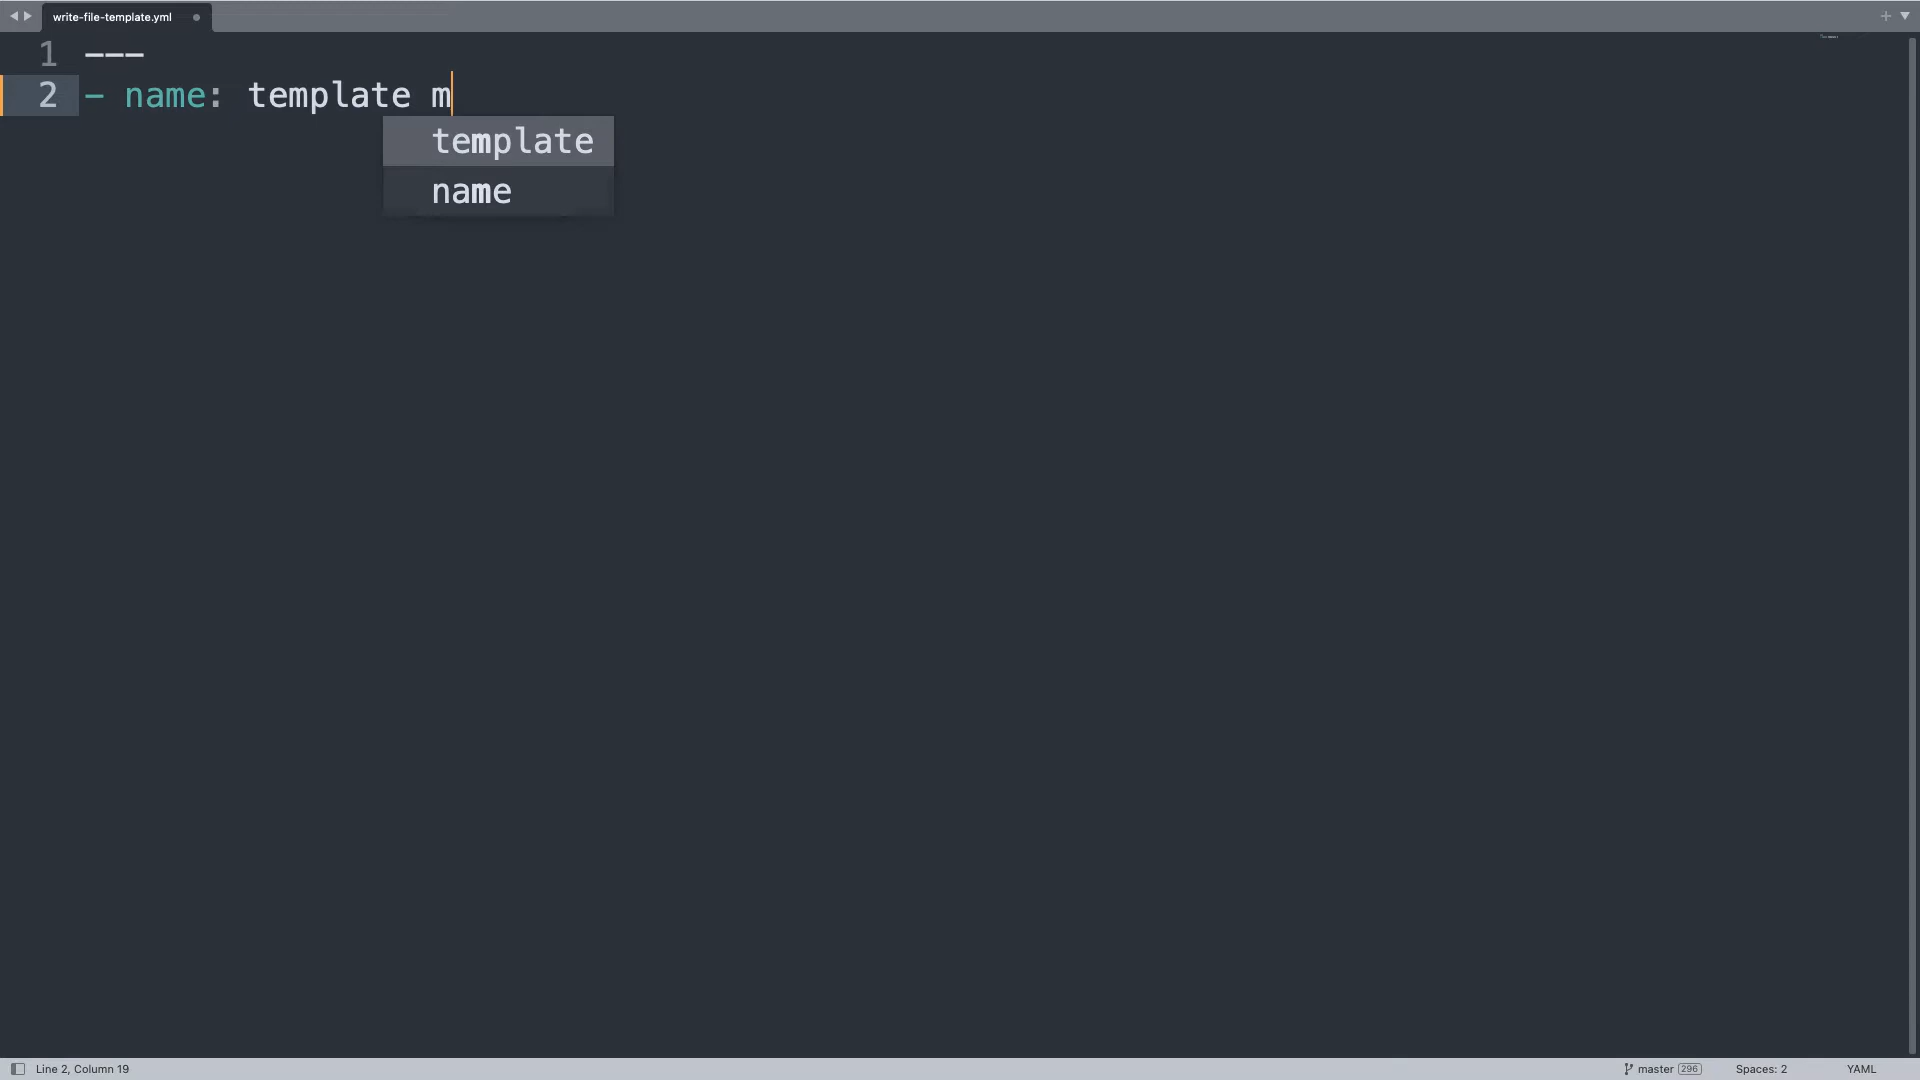 write-file-template.yml
1 ---
2 - name: template m
template
name
Line 2, Column 19
master 296
Spaces: 2
YAML